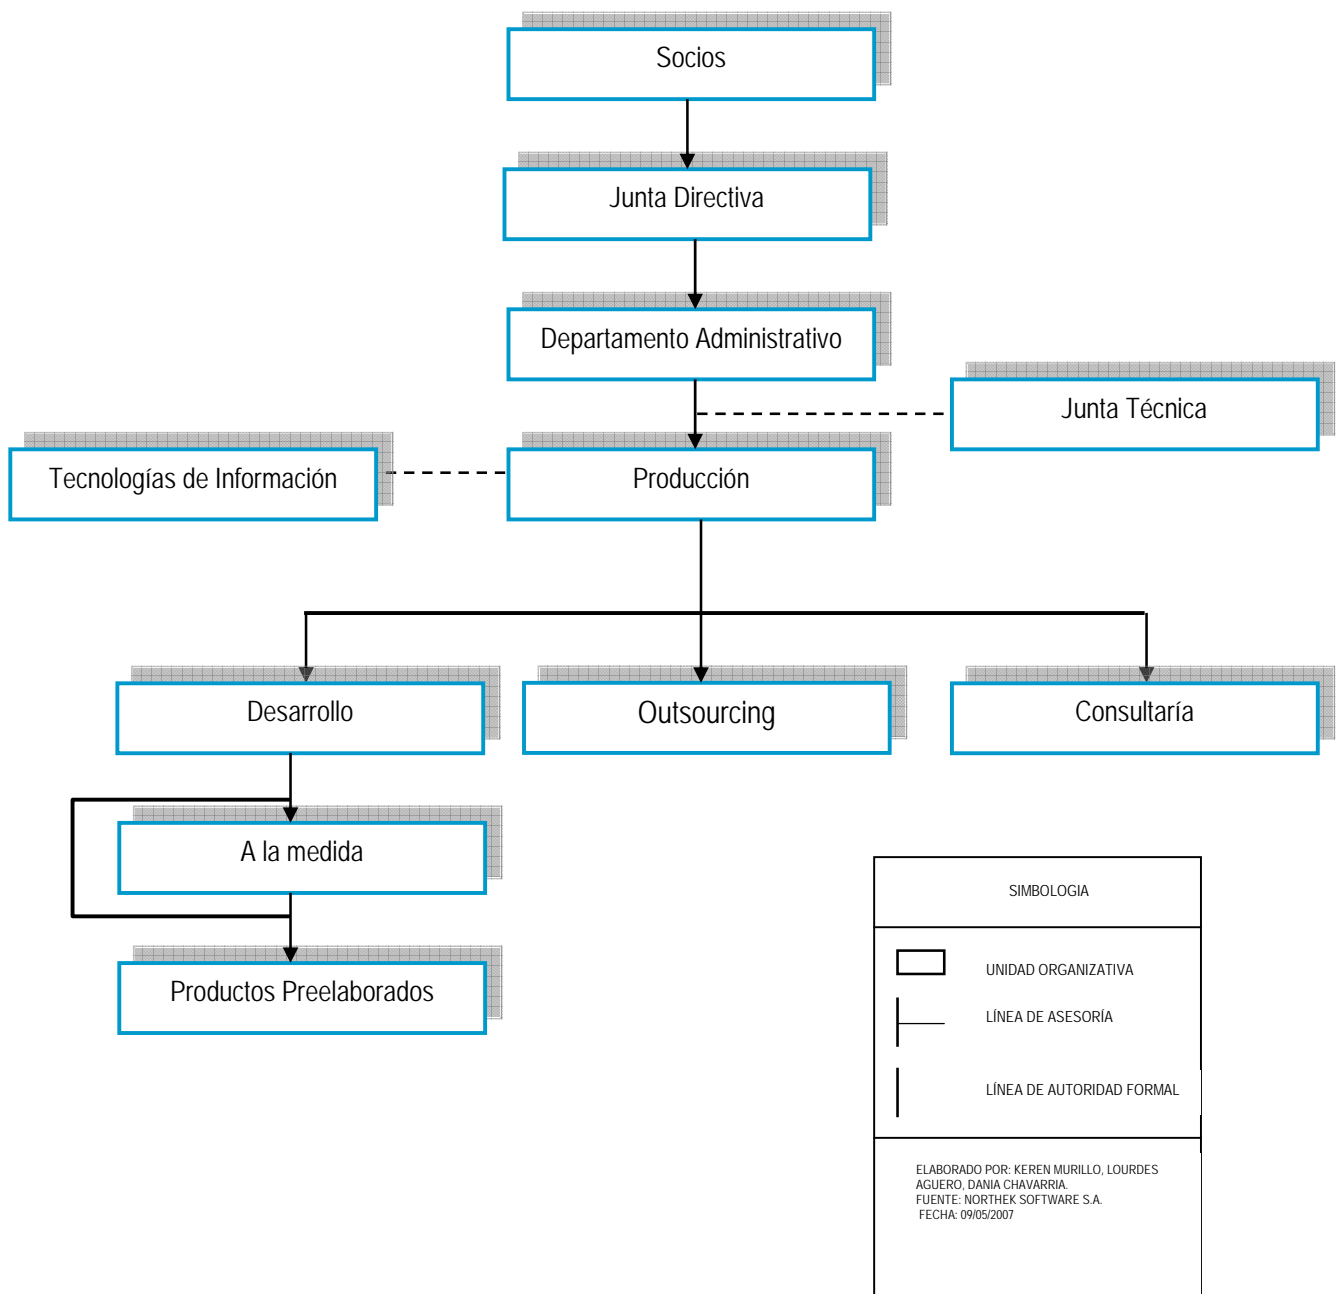 Socios
Junta Directiva
Departamento Administrativo
Junta Técnica
Tecnologías de Información
Producción
Desarrollo
Outsourcing
Consultaría
A la medida
Productos Preelaborados
SIMBOLOGIA
UNIDAD ORGANIZATIVA
LÍNEA DE ASESORÍA
LÍNEA DE AUTORIDAD FORMAL
ELABORADO POR: KEREN MURILLO, LOURDES
AGUERO, DANIA CHAVARRIA.
FUENTE: NORTHEK SOFTWARE S.A.
FECHA: 09/05/2007